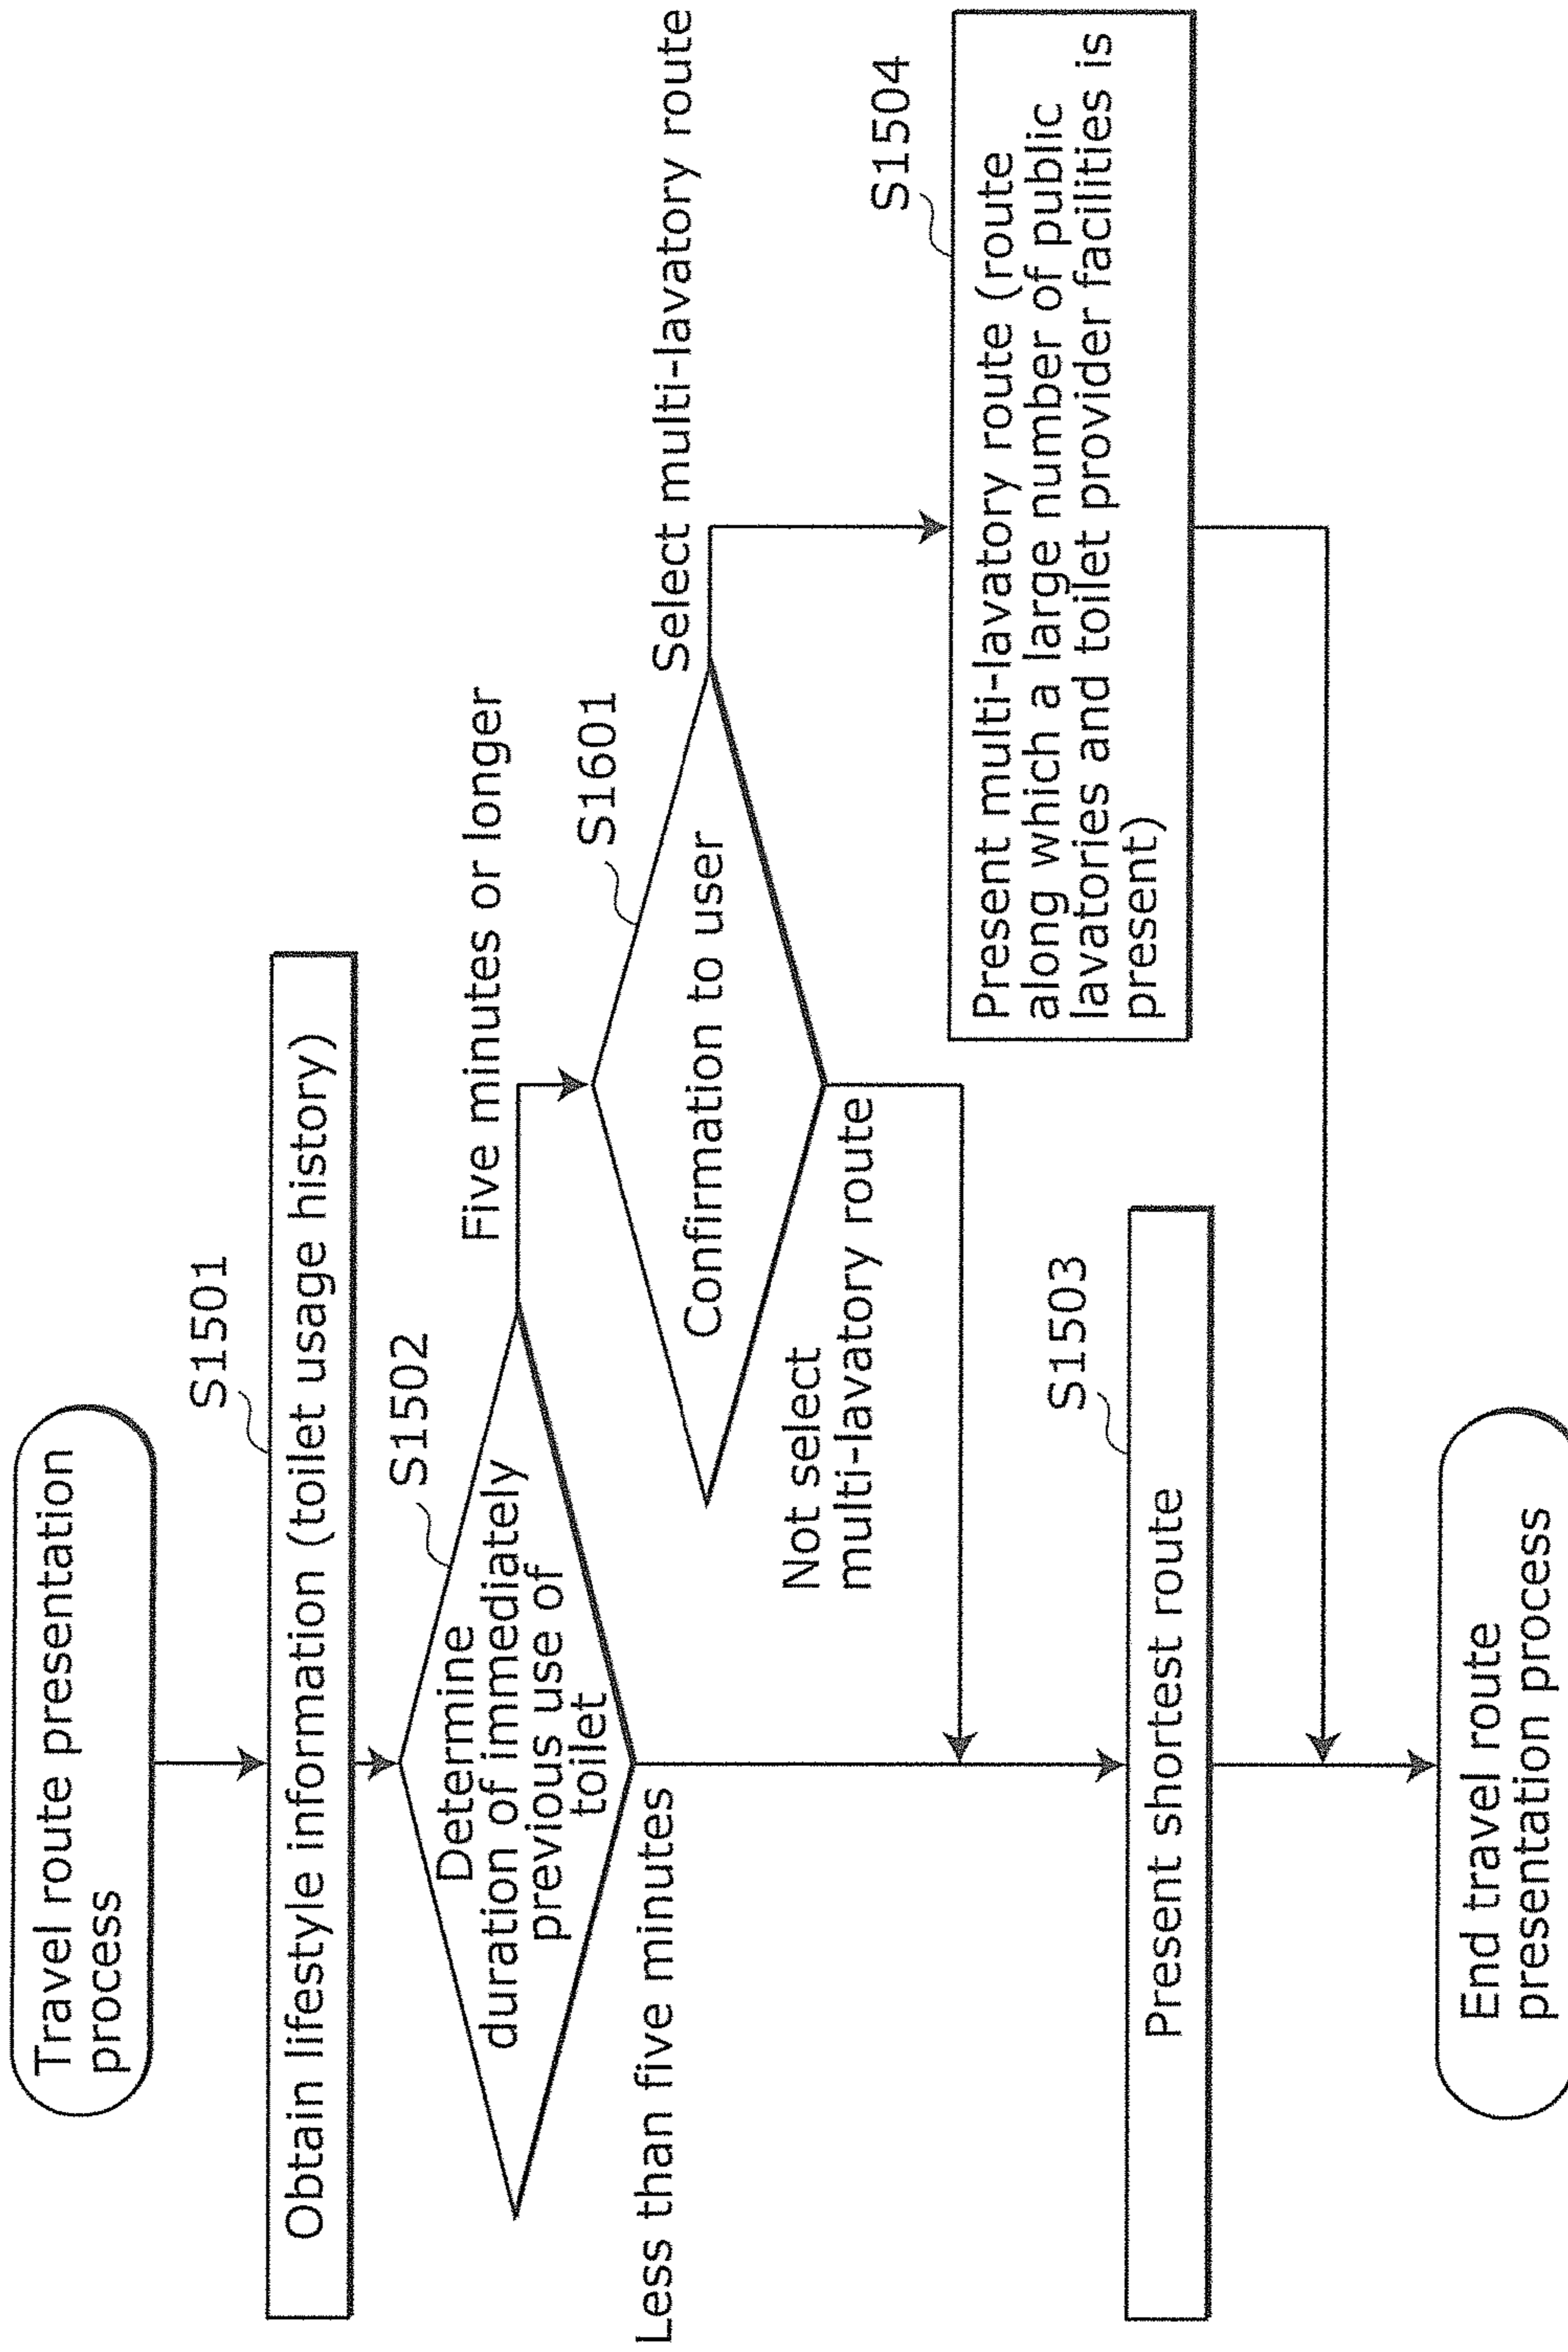 Travel route presentation
process
S1501
Obtain lifestyle information (toilet usage history)
S1502
Determine
duration of immediately
previous use of
toilet
Five minutes or longer
Less than five minutes
S1601
Confirmation to user
Select multi-lavatory route
Not select
multi-lavatory route
S1504
Present multi-lavatory route (route
along which a large number of public
lavatories and toilet provider facilities is
present)
S1503
Present shortest route
End travel route
presentation process